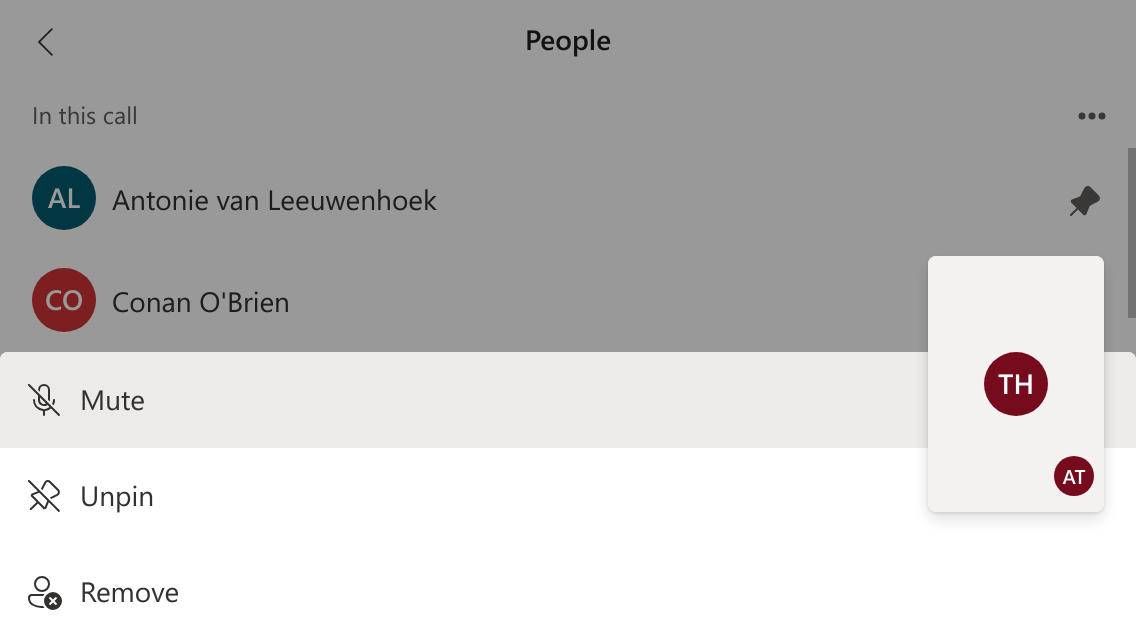 People
In this call
AL Antonie van Leeuwenhoek
CO Conan O'Brien
Mute
TH
AT
Unpin
Remove